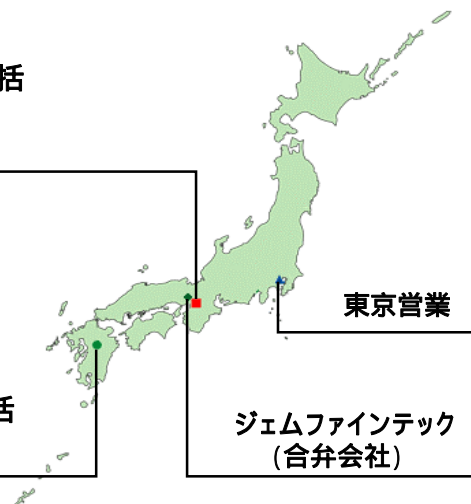 括
東京営業
括
ジェムファインテック
(合弁会社)